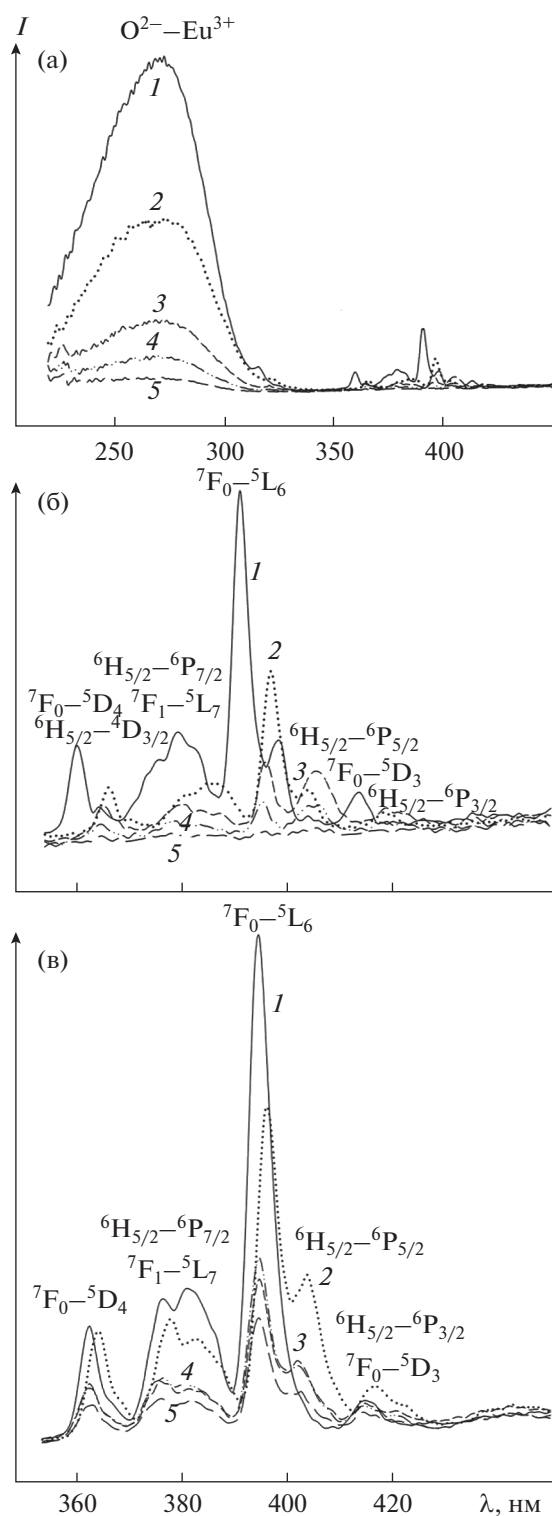 I
O²⁻–Eu³⁺
(а)
1
2
3
4
5
250 300 350 400
⁷F₀–⁵L₆
(б)
1
2
⁶H₅/₂–⁶P₇/₂
⁷F₀–⁵D₄ ⁷F₁–⁵L₇
⁶H₅/₂–⁴D₃/₂
⁶H₅/₂–⁶P₅/₂
3 ⁷F₀–⁵D₃
⁶H₅/₂–⁶P₃/₂
4
5
⁷F₀–⁵L₆
(в)
1
⁶H₅/₂–⁶P₇/₂
⁶H₅/₂–⁶P₅/₂
⁷F₁–⁵L₇
2
⁷F₀–⁵D₄
⁶H₅/₂–⁶P₃/₂
3
⁷F₀–⁵D₃
4
5
360 380 400 420 λ, нм